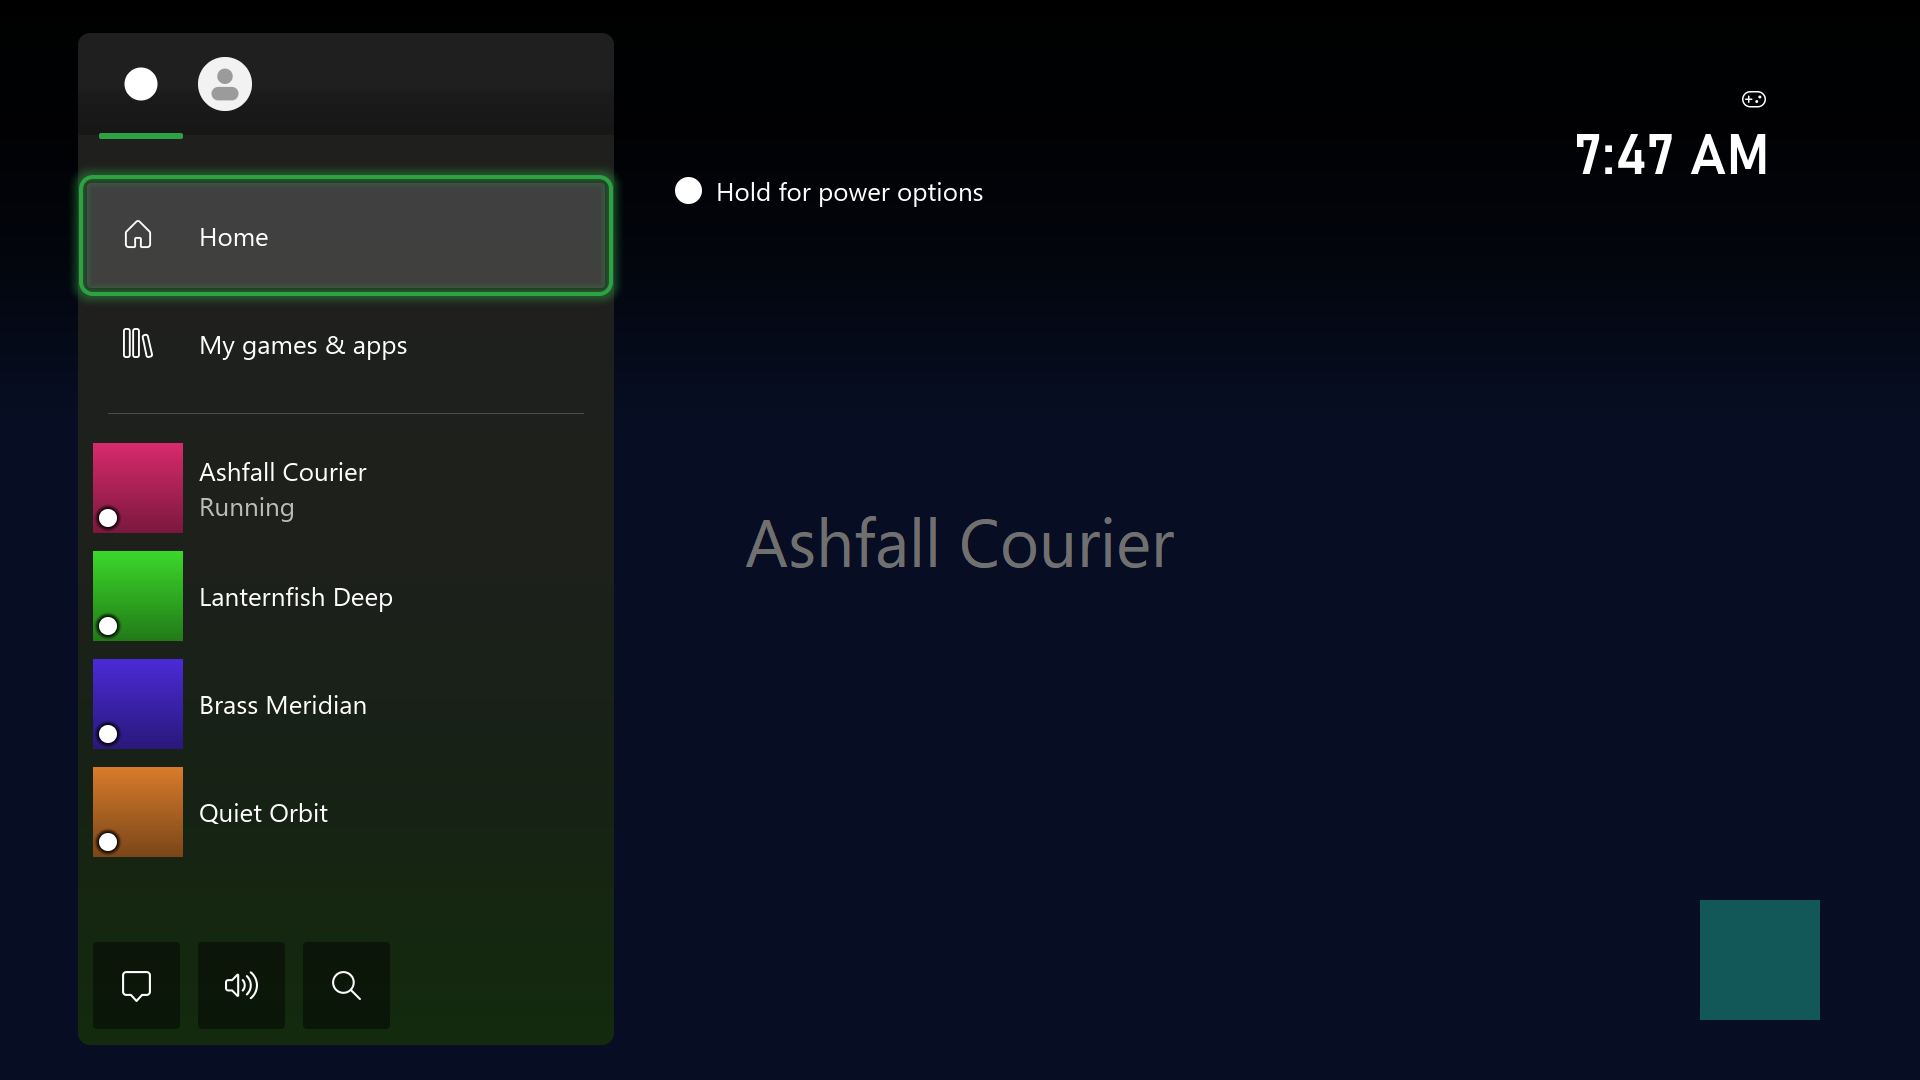 7:47 AM
Hold for power options
Home
My games & apps
Ashfall Courier
Running
Lanternfish Deep
Brass Meridian
Quiet Orbit
Ashfall Courier